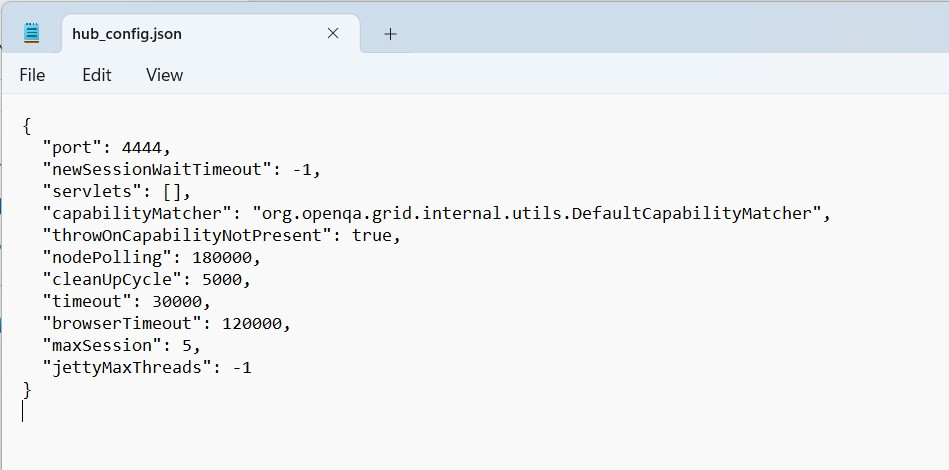 hub_config.json
File Edit View
{
"port": 4444,
"newSessionWaitTimeout": -1,
"servlets": [],
"capabilityMatcher": "org.openqa.grid.internal.utils.DefaultCapabilityMatcher",
"throwOnCapabilityNotPresent": true,
"nodePolling": 180000,
"cleanUpCycle": 5000,
"timeout": 30000,
"browserTimeout": 120000,
"maxSession": 5,
"jettyMaxThreads": -1
}